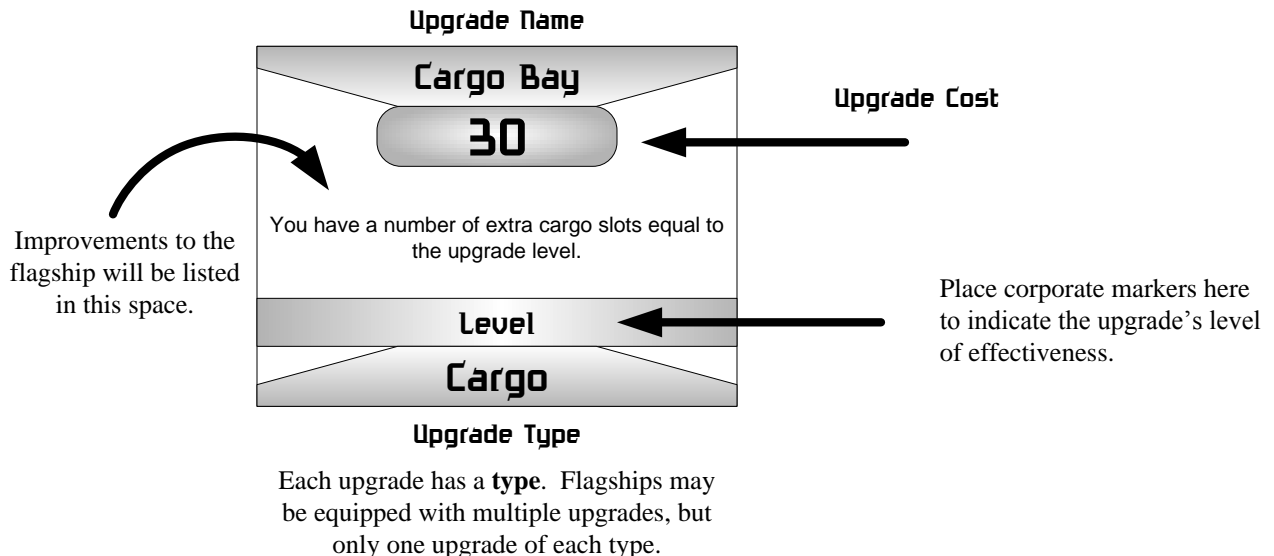 Upgrade Name
Cargo Bay
30
Upgrade Cost
You have a number of extra cargo slots equal to
the upgrade level.
Improvements to the
flagship will be listed
in this space.
Level
Place corporate markers here
to indicate the upgrade’s level
of effectiveness.
Cargo
Upgrade Type
Each upgrade has a type.  Flagships may
be equipped with multiple upgrades, but
only one upgrade of each type.